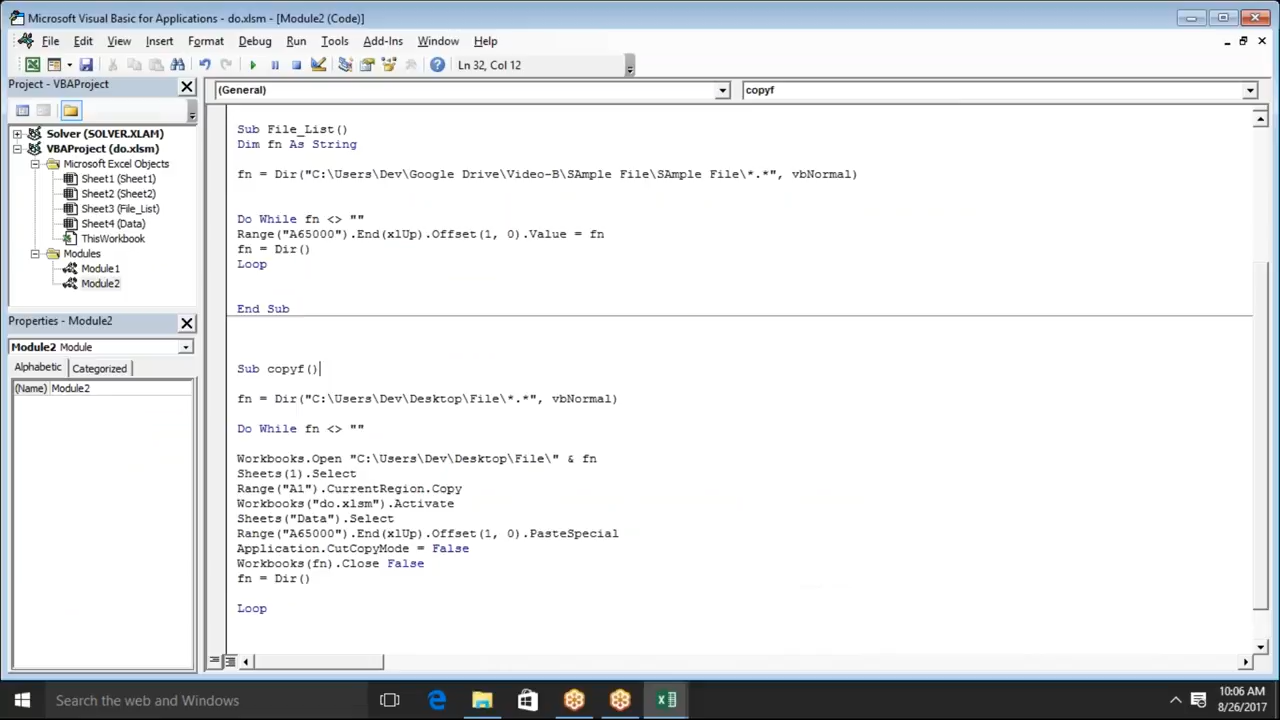 Microsoft Visual Basic for Applications - do.xlsm - [Module2 (Code)]
File Edit View Insert Format Debug Run Tools Add-Ins Window Help
Ln 32, Col 12
Project - VBAProject
(General)
copyf
Solver (SOLVER.XLAM)
VBAProject (do.xlsm)
Microsoft Excel Objects
Sheet1 (Sheet1)
Sheet2 (Sheet2)
Sheet3 (File_List)
Sheet4 (Data)
ThisWorkbook
Modules
Module1
Module2
Properties - Module2
Module2 Module
Alphabetic Categorized
(Name) Module2
Sub File_List()
Dim fn As String
fn = Dir("C:\Users\Dev\Google Drive\Video-B\SAmple File\SAmple File\*.*", vbNormal)
Do While fn <> ""
Range("A65000").End(xlUp).Offset(1, 0).Value = fn
fn = Dir()
Loop
End Sub
Sub copyf()
fn = Dir("C:\Users\Dev\Desktop\File\*.*", vbNormal)
Do While fn <> ""
Workbooks.Open "C:\Users\Dev\Desktop\File\" & fn
Sheets(1).Select
Range("A1").CurrentRegion.Copy
Workbooks("do.xlsm").Activate
Sheets("Data").Select
Range("A65000").End(xlUp).Offset(1, 0).PasteSpecial
Application.CutCopyMode = False
Workbooks(fn).Close False
fn = Dir()
Loop
Search the web and Windows
10:06 AM
8/26/2017